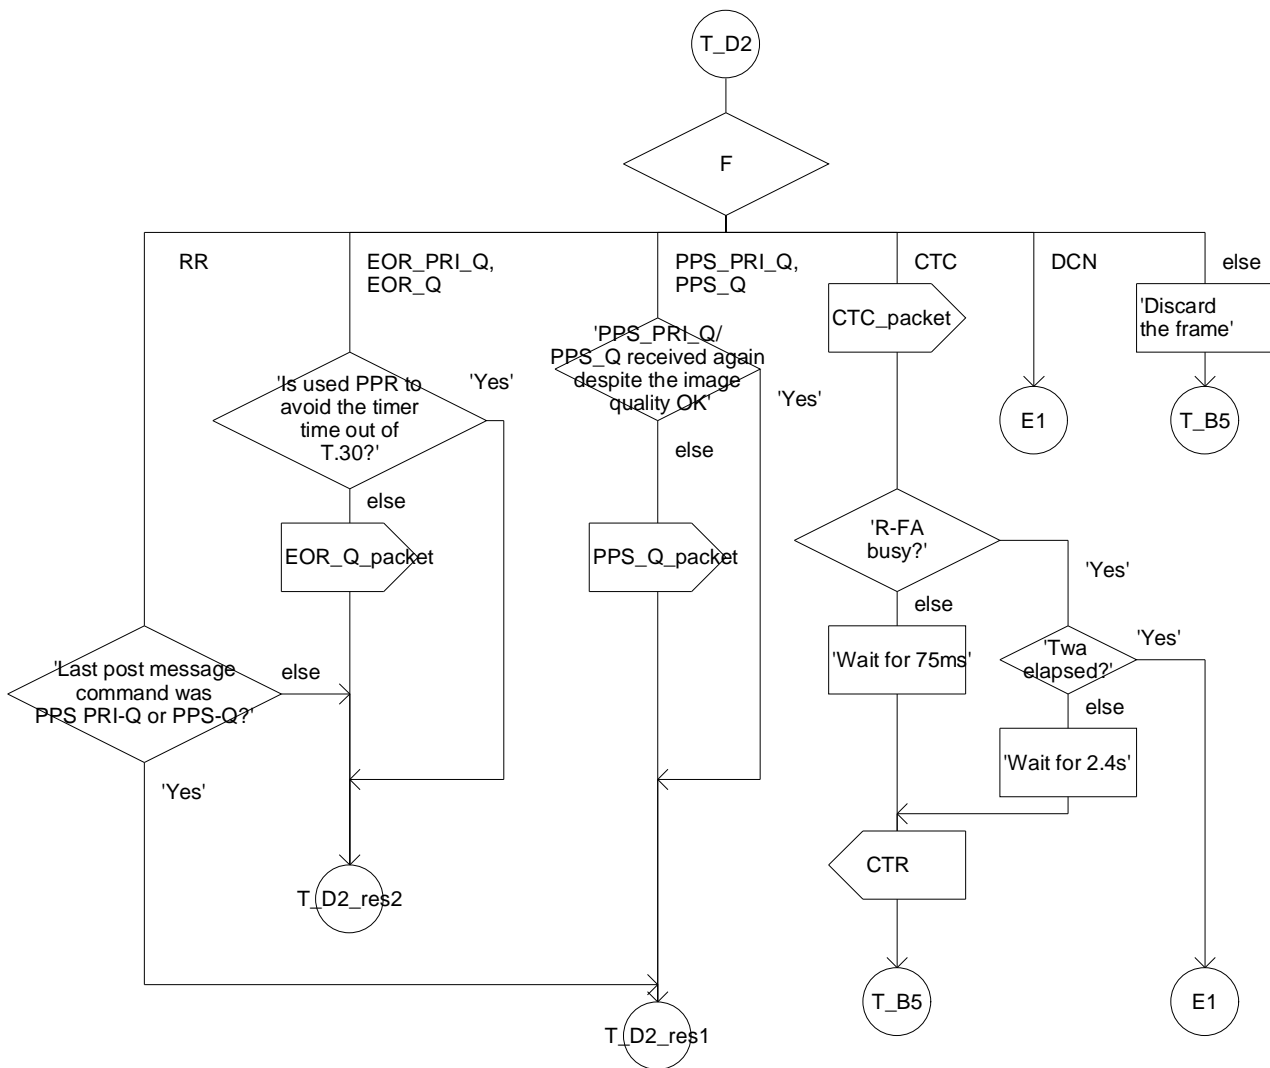 T_D2
F
RR
EOR_PRI_Q,
EOR_Q
PPS_PRI_Q,
PPS_Q
CTC
DCN
else
CTC_packet
'Discard
the frame'
'PPS_PRI_Q/
PPS_Q received again
despite the image
quality OK'
'Yes'
'Is used PPR to
avoid the timer
time out of
T.30?'
'Yes'
E1
T_B5
else
else
EOR_Q_packet
PPS_Q_packet
'R-FA
busy?'
'Yes'
else
'Wait for 75ms'
'Twa
elapsed?'
'Yes'
else
'Last post message
command was
PPS PRI-Q or PPS-Q?'
else
'Yes'
'Wait for 2.4s'
CTR
T_D2_res2
T_B5
E1
T_D2_res1